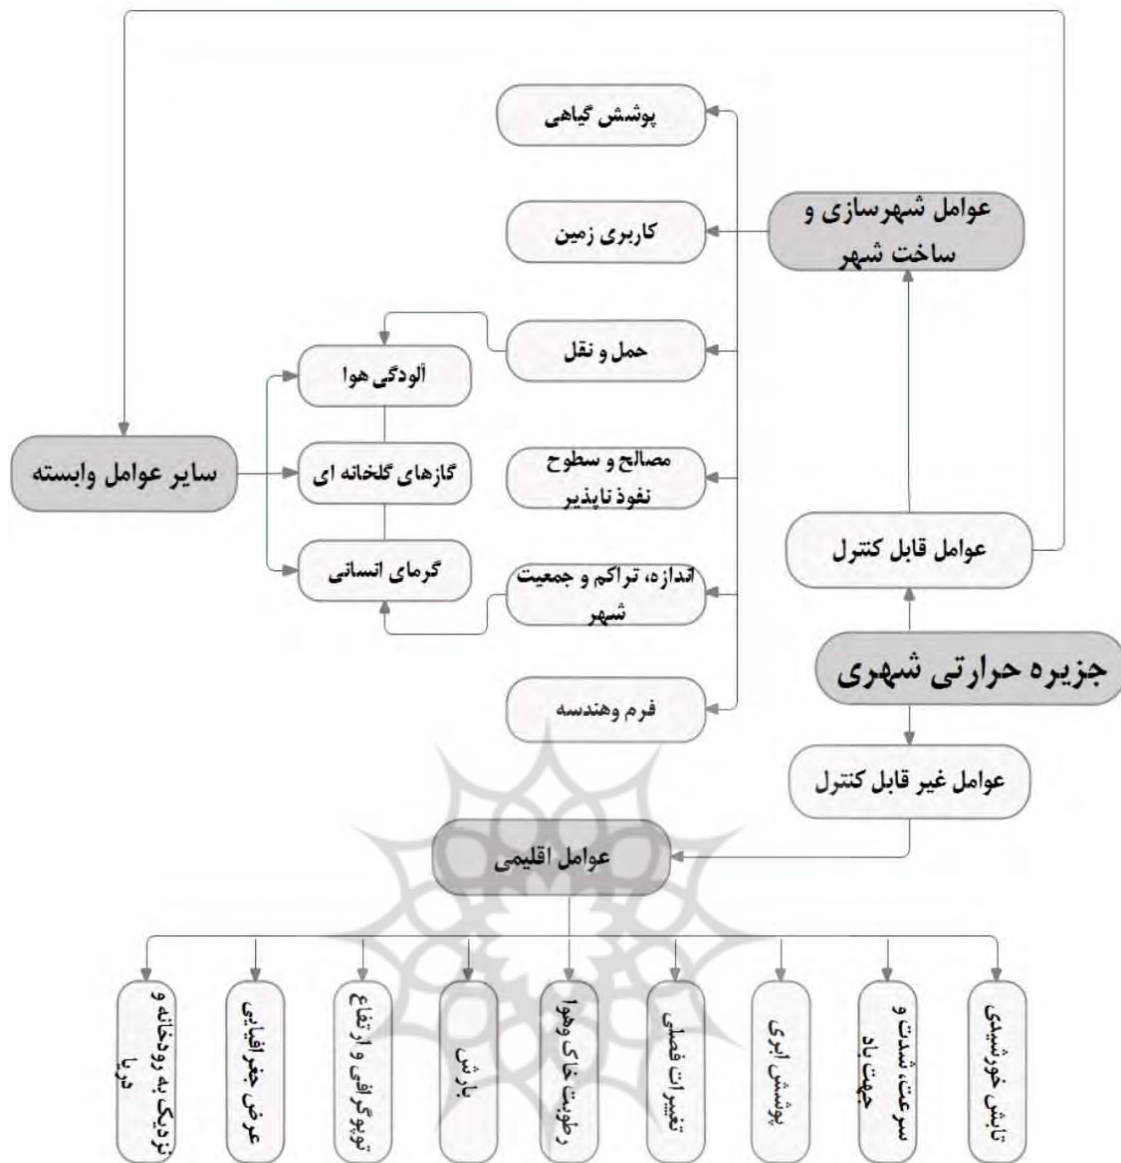 پوشش گیاهی
عوامل شهرسازی و
ساخت شهر
کاربری زمین
حمل و نقل
آلودگی هوا
سایر عوامل وابسته
گازهای گلخانه ای
مصالح و سطوح
نفوذ ناپذیر
عوامل قابل کنترل
گرمای انسانی
اندازه، تراکم و جمعیت
شهر
جزیره حرارتی شهری
فرم وهندسه
عوامل غیر قابل کنترل
عوامل اقلیمی
تابش خورشیدی
سرعت، شدت و
جهت باد
پوشش ابری
تغییرات فصلی
رطوبت خاک وهوا
بارش
توپوگرافی و ارتفاع
عرض جغرافیایی
نزدیک به رودخانه و
دریا